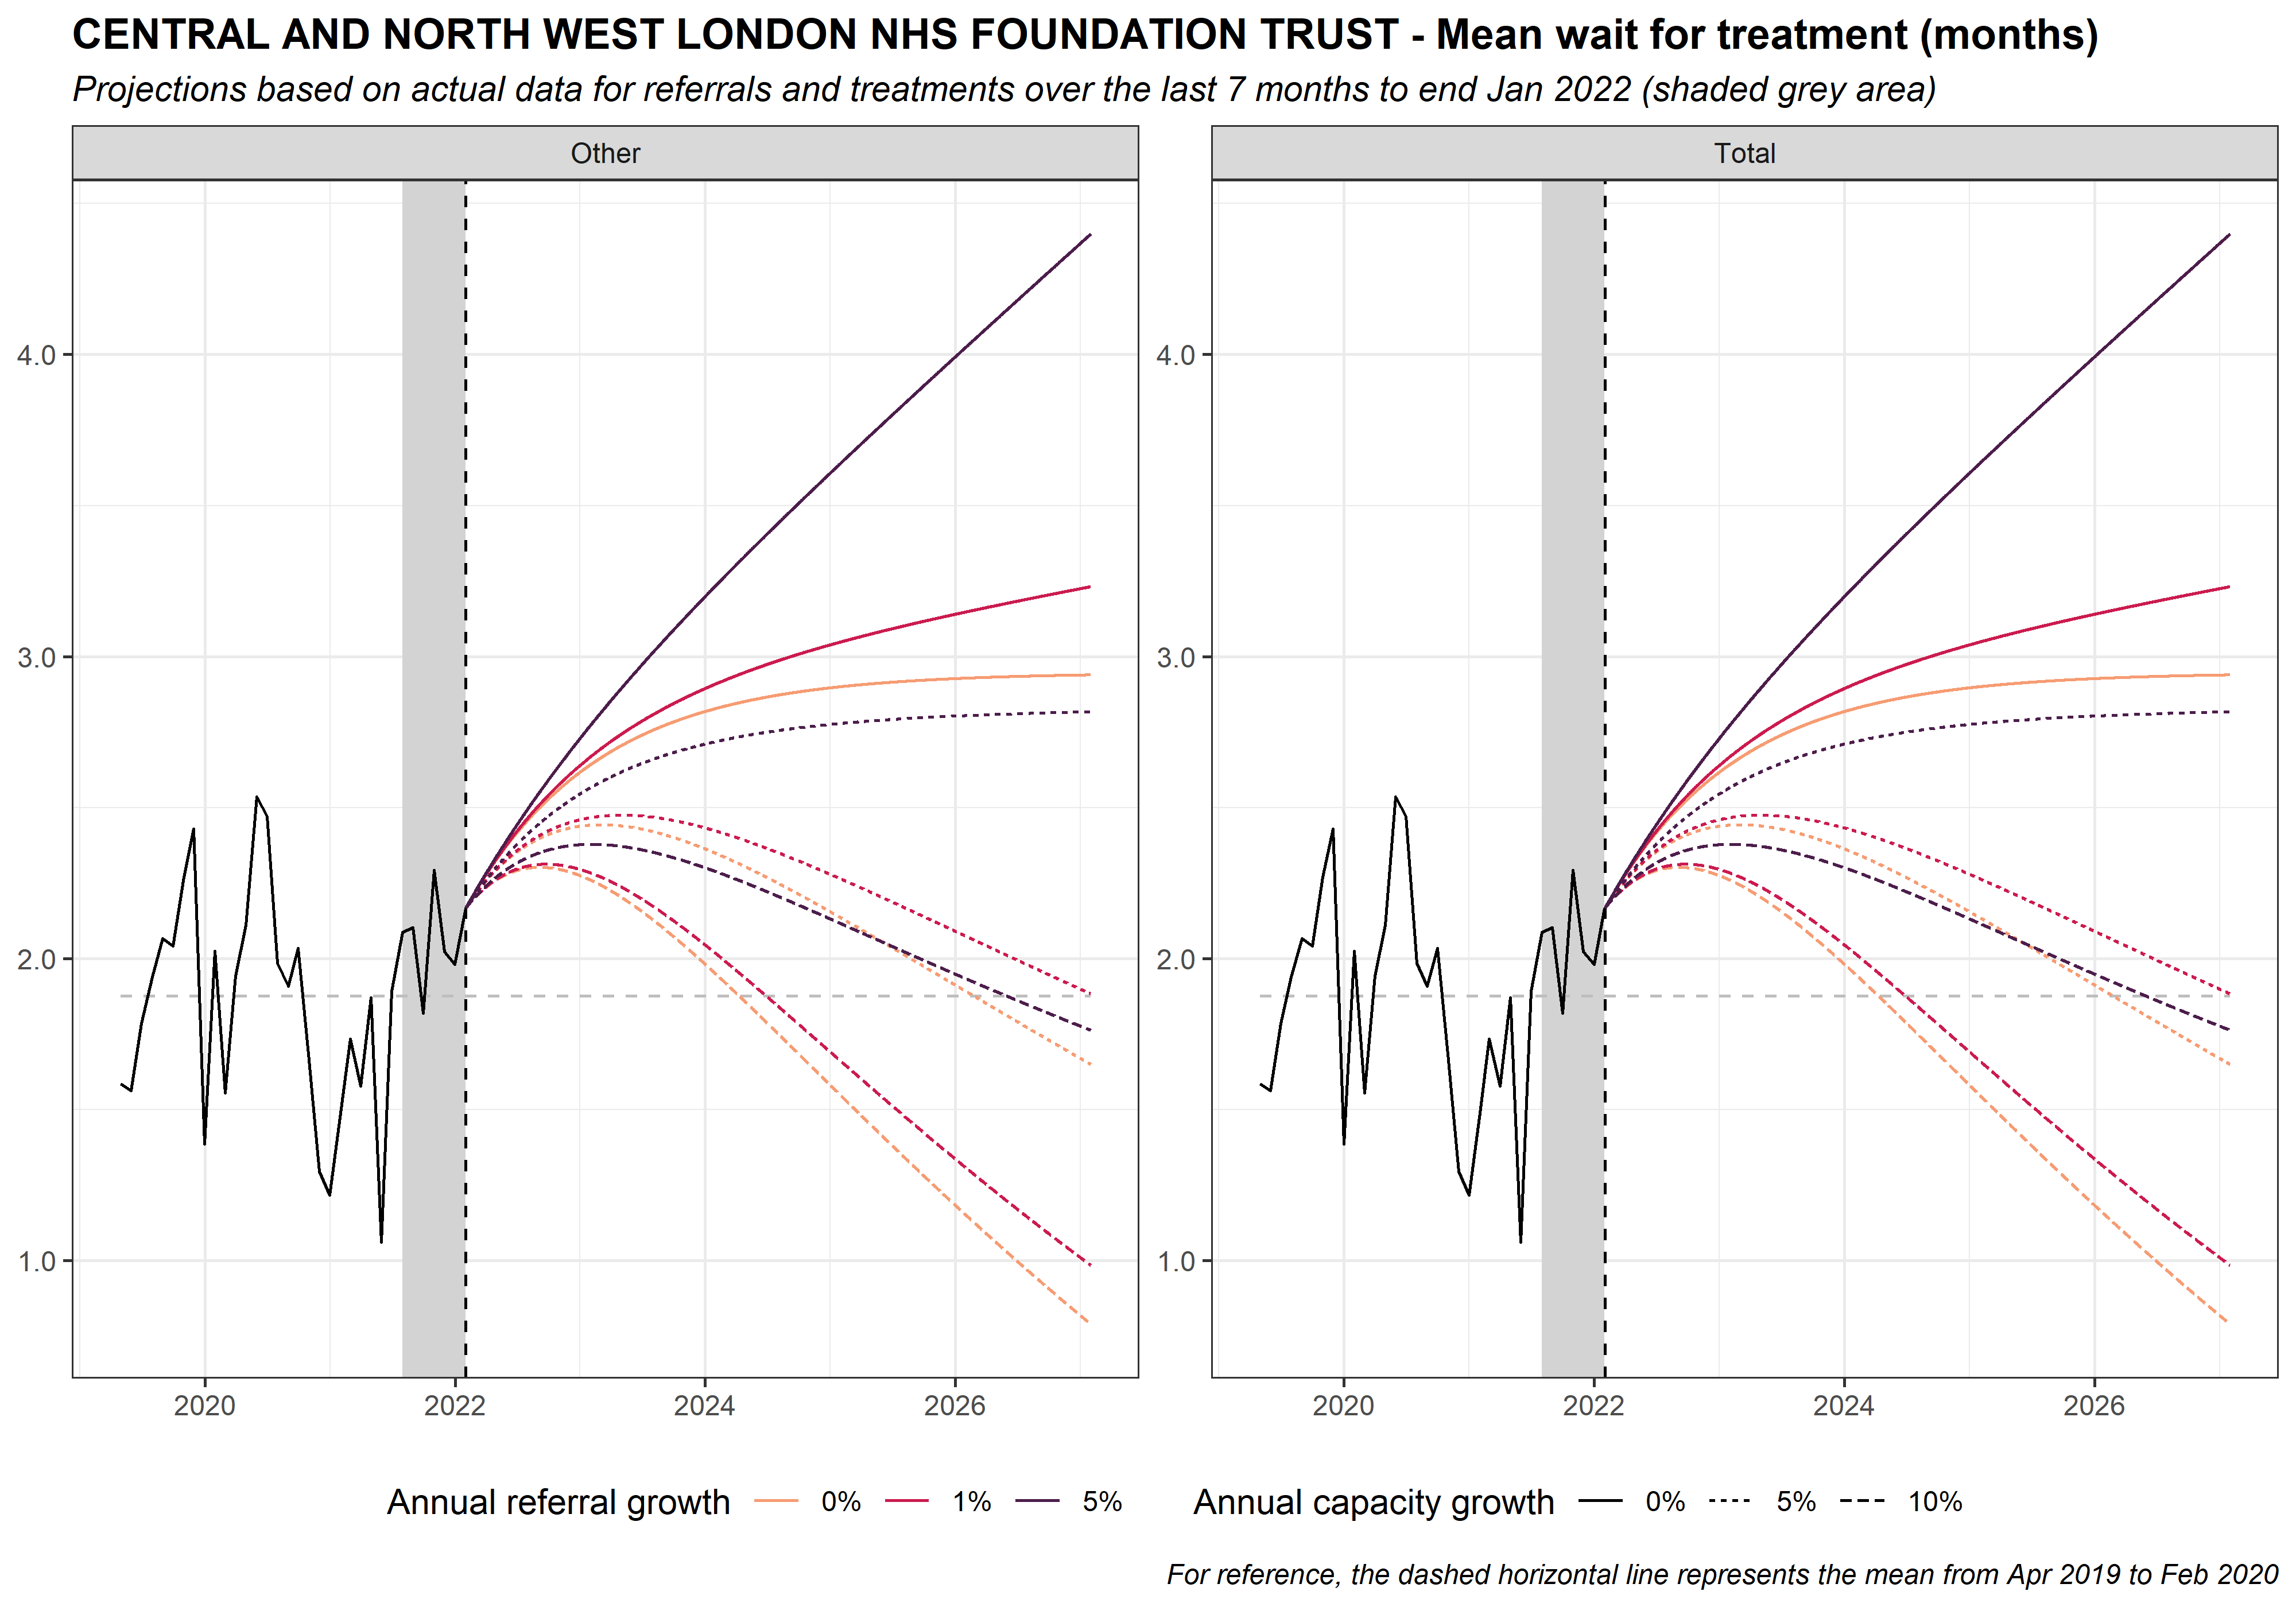 CENTRAL AND NORTH WEST LONDON NHS FOUNDATION TRUST - Mean wait for treatment (months)
Projections based on actual data for referrals and treatments over the last 7 months to end Jan 2022 (shaded grey area)
Other
Total
4.0
3.0
2.0
1.0
4.0
3.0
2.0
1.0
2020 2022 2024 2026
2020 2022 2024 2026
Annual referral growth 0% 1% 5%
Annual capacity growth 0% 5% 10%
For reference, the dashed horizontal line represents the mean from Apr 2019 to Feb 2020